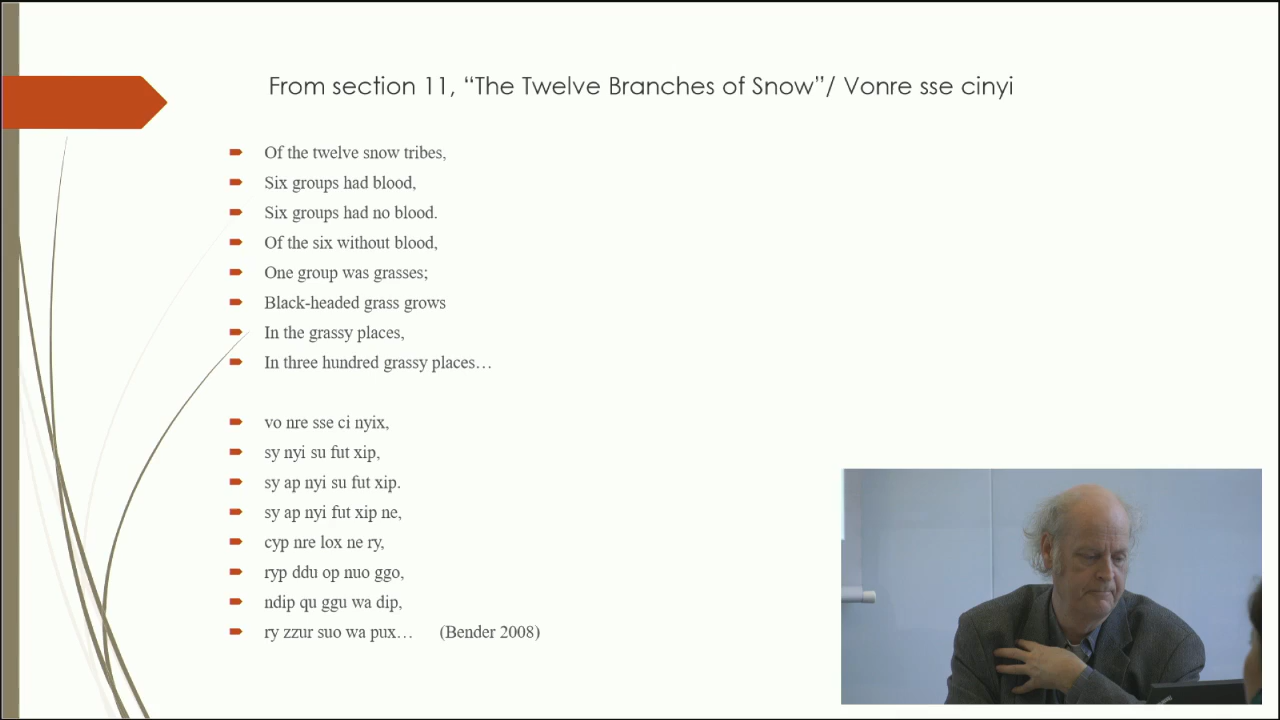 From section 11, “The Twelve Branches of Snow”/ Vonre sse cinyi
Of the twelve snow tribes,
Six groups had blood,
Six groups had no blood.
Of the six without blood,
One group was grasses;
Black-headed grass grows
In the grassy places,
In three hundred grassy places…
vo nre sse ci nyix,
sy nyi su fut xip,
sy ap nyi su fut xip.
sy ap nyi fut xip ne,
cyp nre lox ne ry,
ryp ddu op nuo ggo,
ndip qu ggu wa dip,
ry zzur suo wa pux… (Bender 2008)